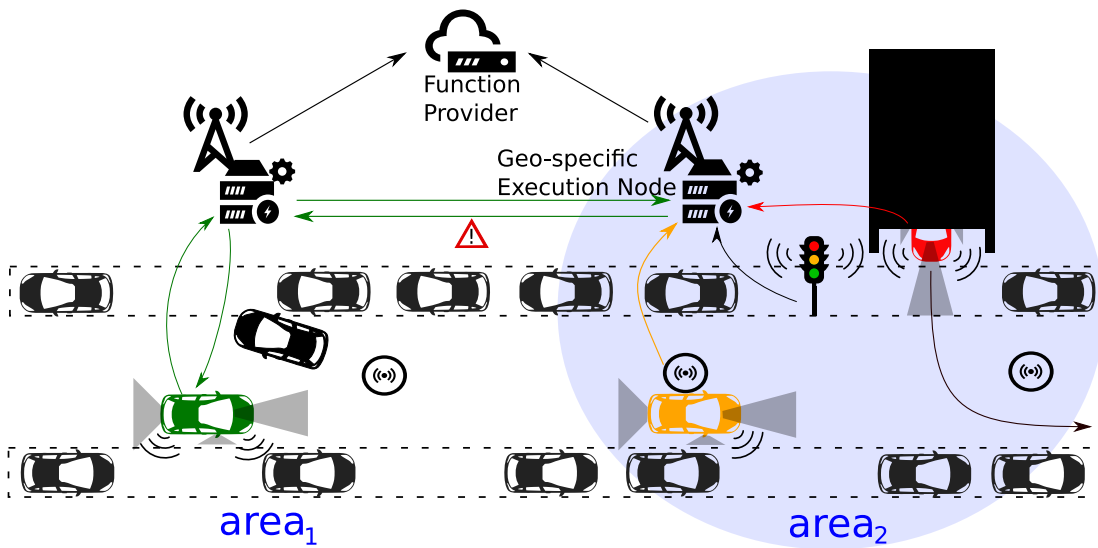 Function
Provider
Geo-specific
Execution Node
!
area1
area2